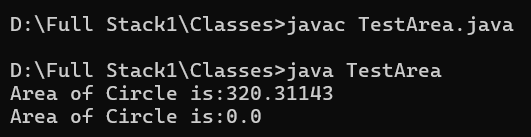 D:\Full Stack1\Classes>javac TestArea.java
D:\Full Stack1\Classes>java TestArea
Area of Circle is:320.31143
Area of Circle is:0.0